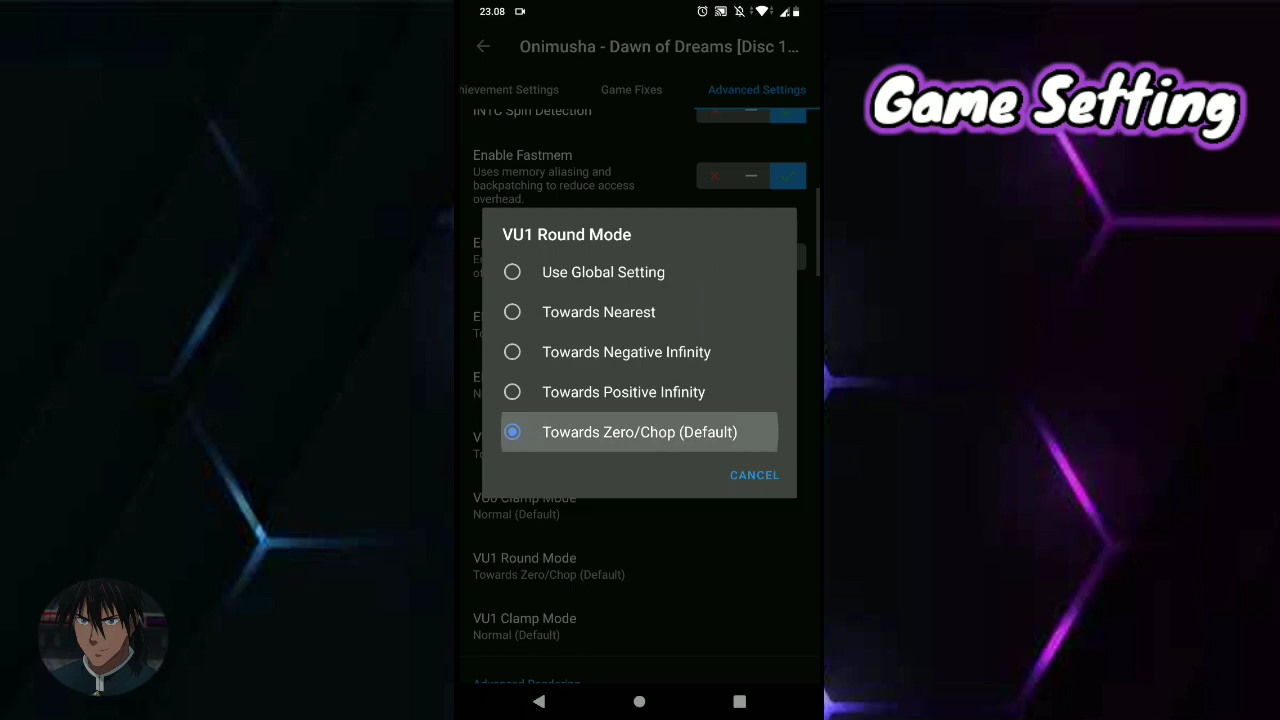 23.08
Onimusha - Dawn of Dreams [Disc 1...
hievement Settings
Game Fixes
Advanced Settings
INTC Spin Detection
Enable Fastmem
Uses memory aliasing and
backpatching to reduce access
overhead.
VU1 Round Mode
Use Global Setting
Towards Nearest
Towards Negative Infinity
Towards Positive Infinity
Towards Zero/Chop (Default)
CANCEL
VU0 Clamp Mode
Normal (Default)
VU1 Round Mode
Towards Zero/Chop (Default)
VU1 Clamp Mode
Normal (Default)
Advanced Rendering
Game Setting